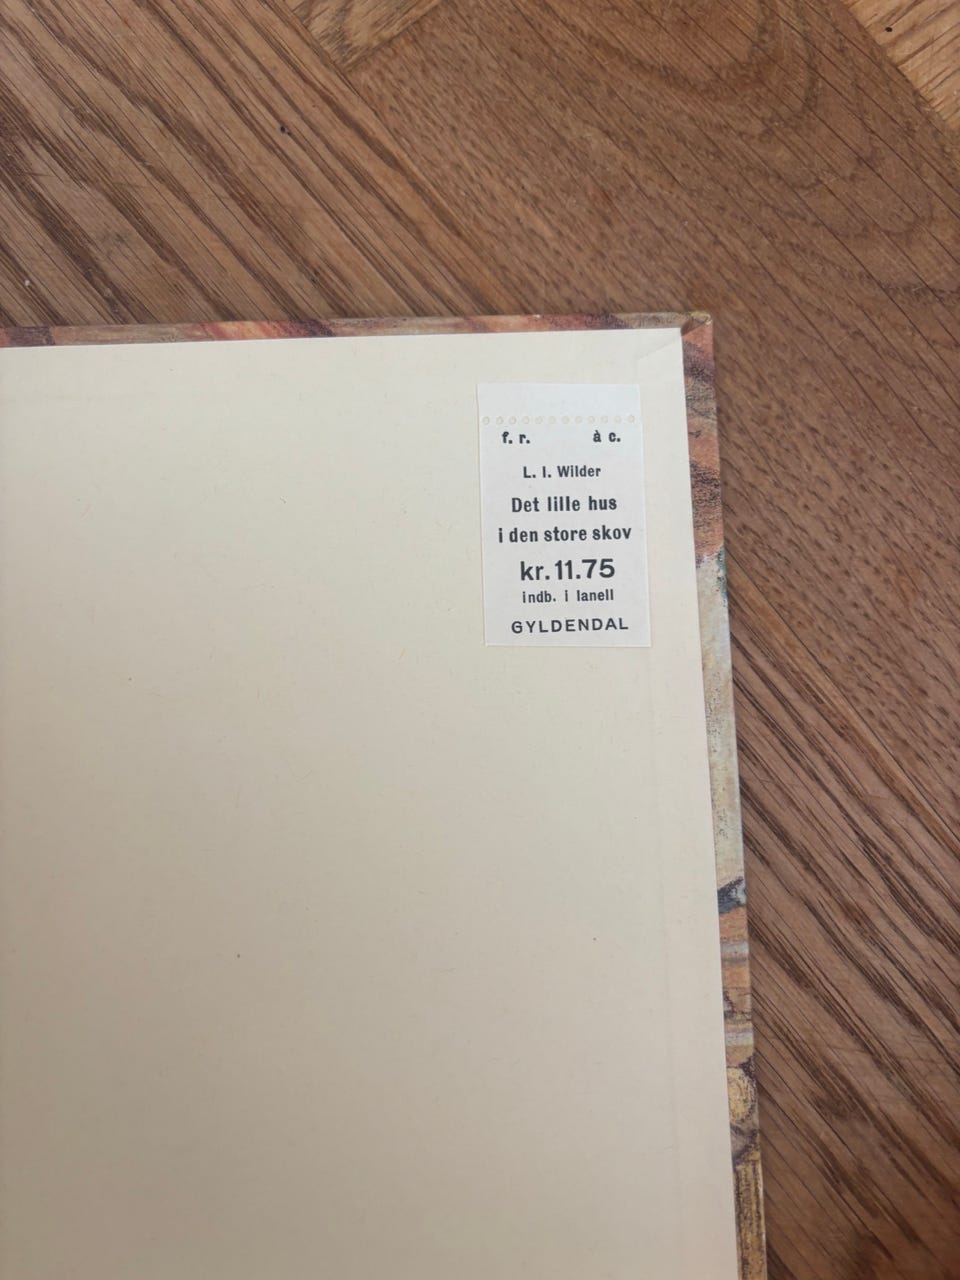 f. r. à c.
L. I. Wilder
Det lille hus
i den store skov
kr. 11.75
indb. i lanell
GYLDENDAL